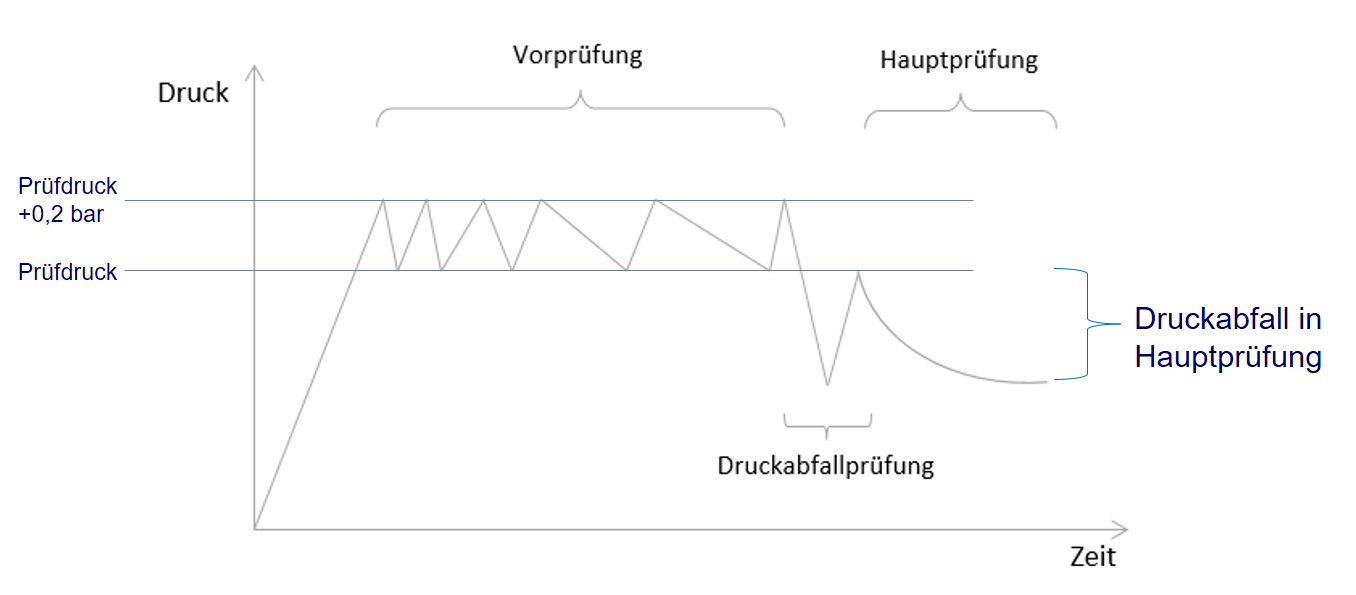 Vorprüfung
Hauptprüfung
Druck
Prüfdruck
+0,2 bar
Prüfdruck
Druckabfall in
Hauptprüfung
Druckabfallprüfung
Zeit